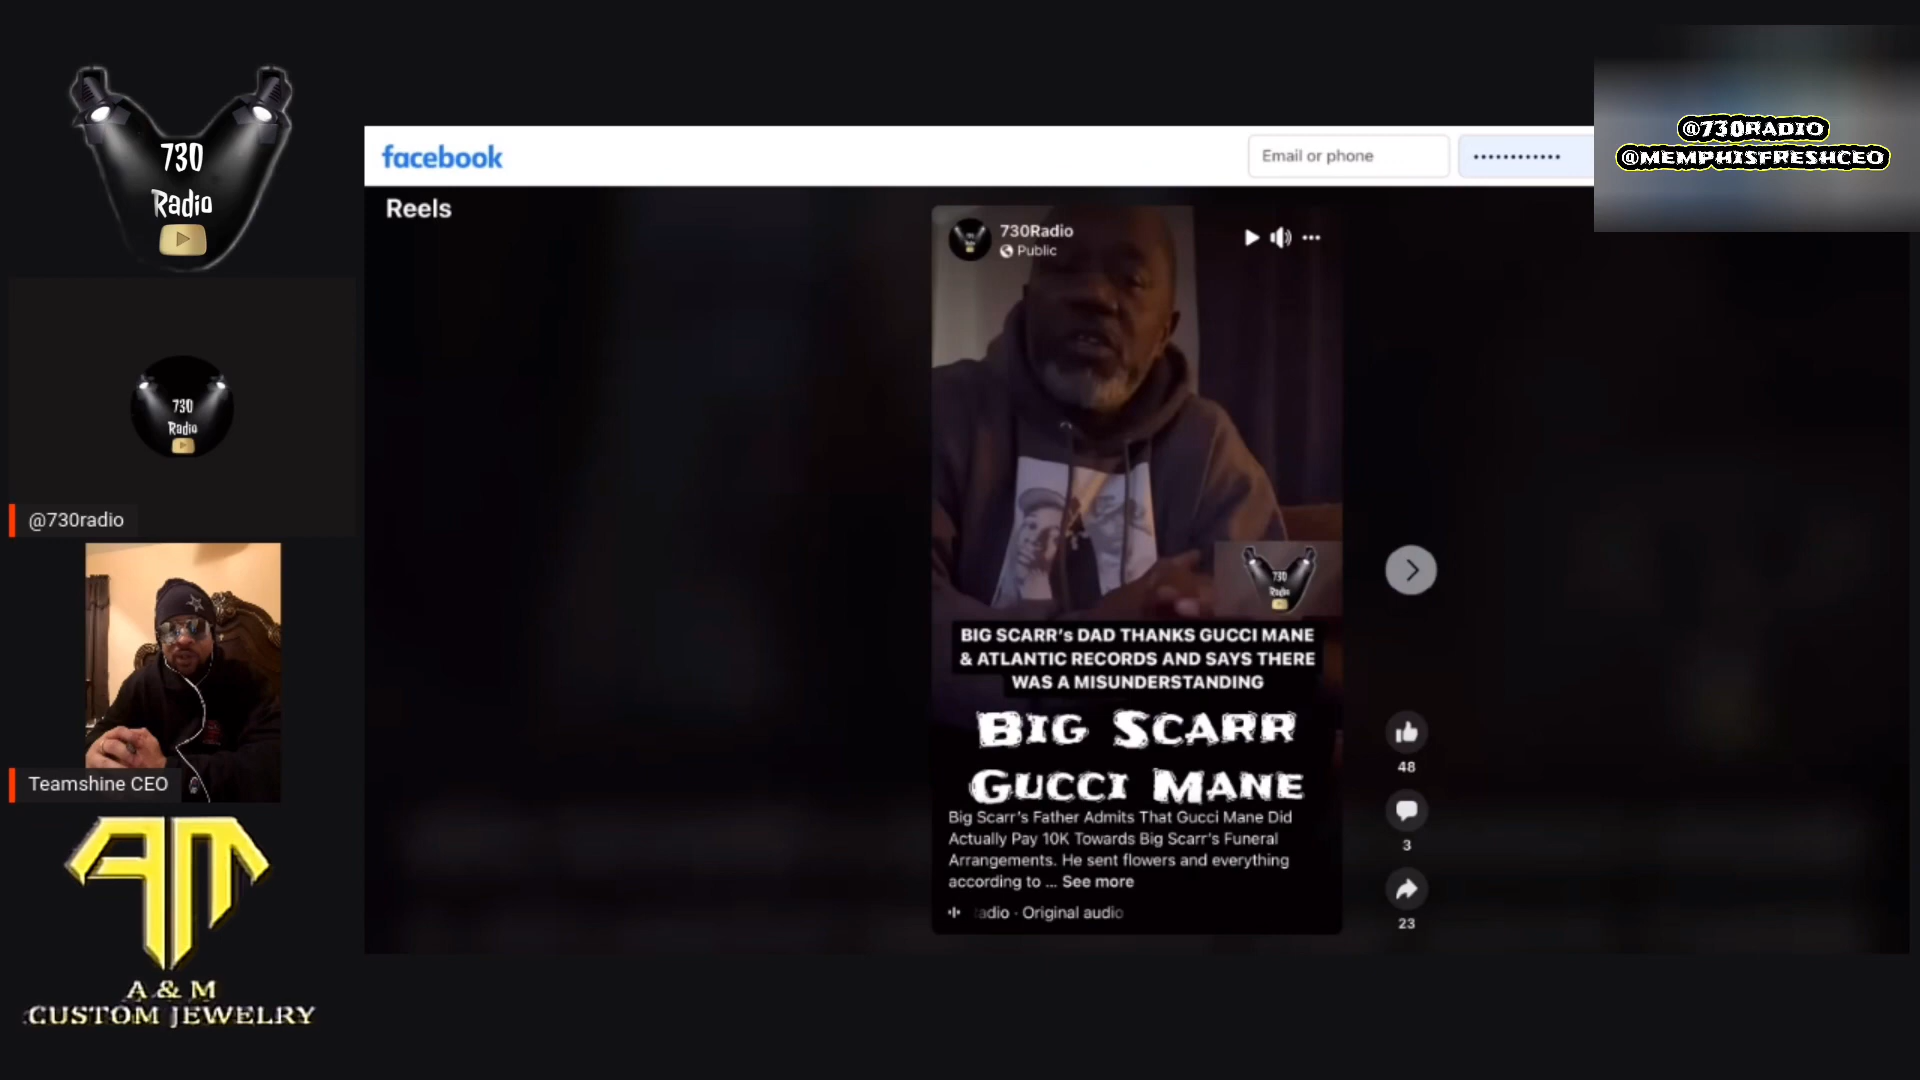 730
Radio
@730radio
730
Radio
Teamshine CEO
A & M
CUSTOM JEWELRY
facebook
Email or phone
••••••••••••
@730RADIO
@MEMPHISFRESHCEO
Reels
730Radio
Public
730
Radio
BIG SCARR's DAD THANKS GUCCI MANE
& ATLANTIC RECORDS AND SAYS THERE
WAS A MISUNDERSTANDING
BIG SCARR
GUCCI MANE
Big Scarr's Father Admits That Gucci Mane Did
Actually Pay 10K Towards Big Scarr's Funeral
Arrangements. He sent flowers and everything
according to ... See more
adio · Original audio
48
3
23